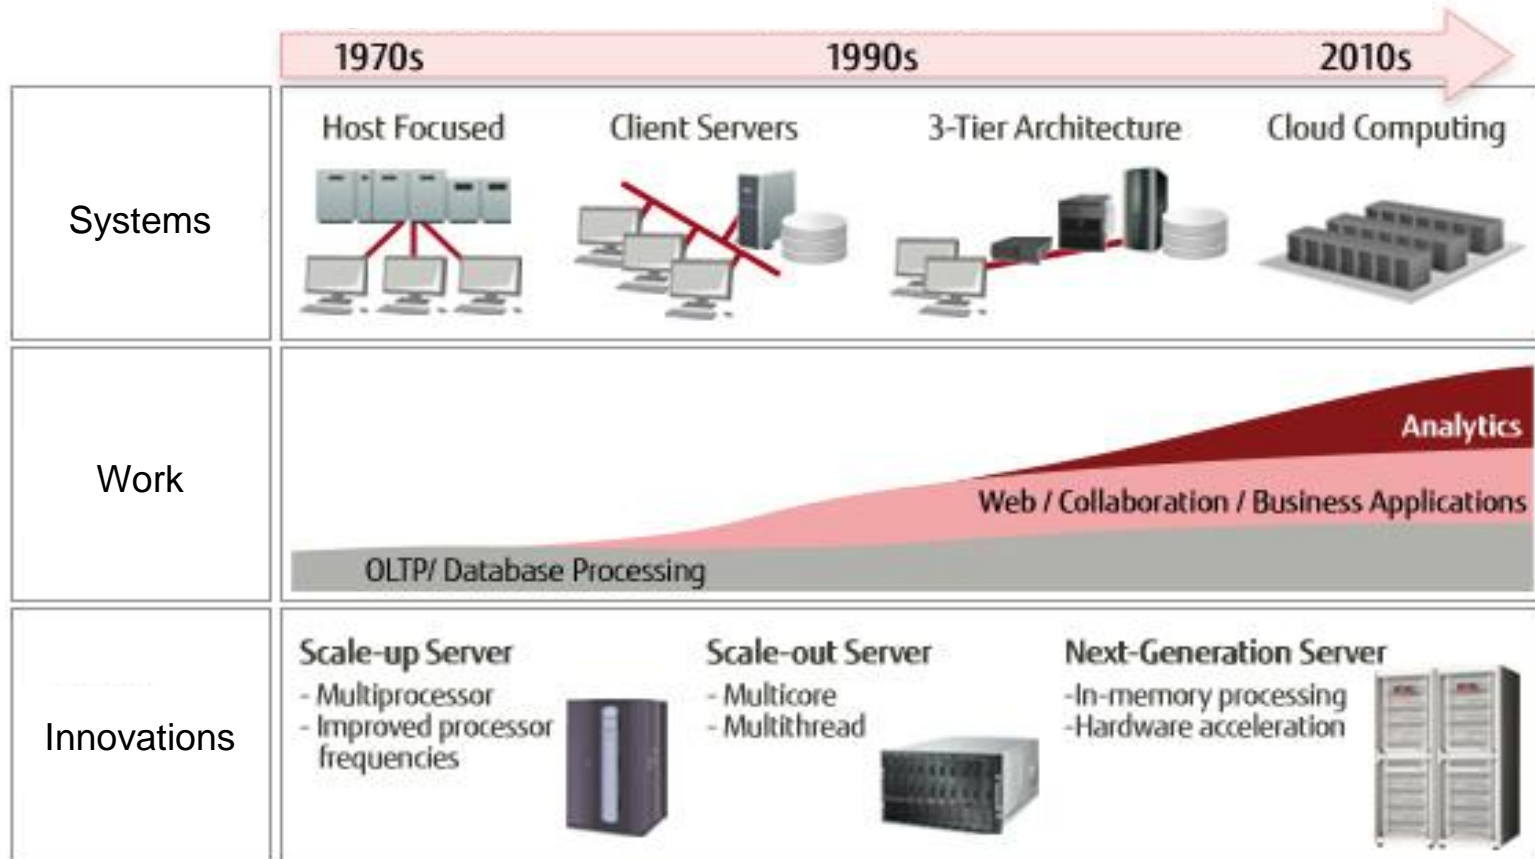 1970s 1990s 2010s
Systems
Host Focused Client Servers 3-Tier Architecture Cloud Computing
Work
Analytics
Web / Collaboration / Business Applications
OLTP/ Database Processing
Innovations
Scale-up Server
- Multiprocessor
- Improved processor
frequencies
Scale-out Server
- Multicore
- Multithread
Next-Generation Server
-In-memory processing
-Hardware acceleration